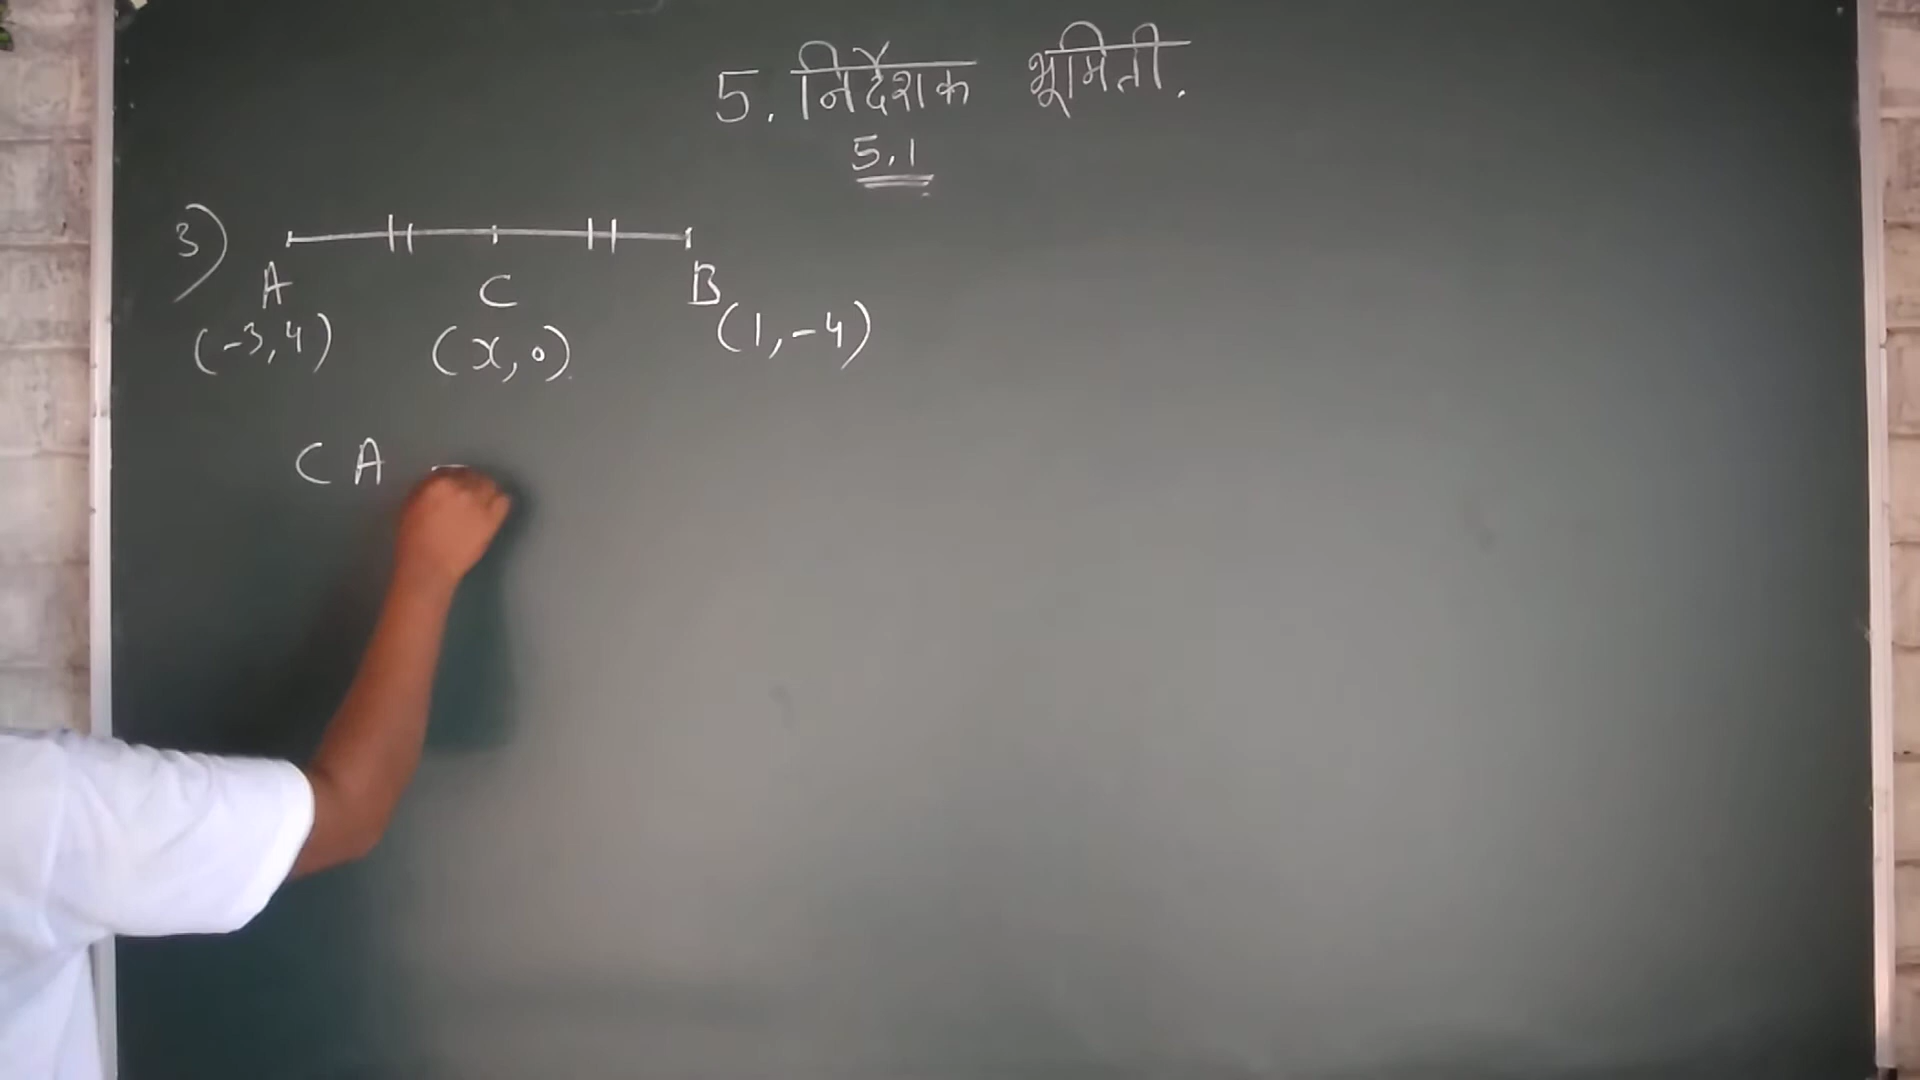 5. निर्देशक भूमिती.
5.1
3)
A C B
(-3,4) (x,0) (1,-4)
CA =